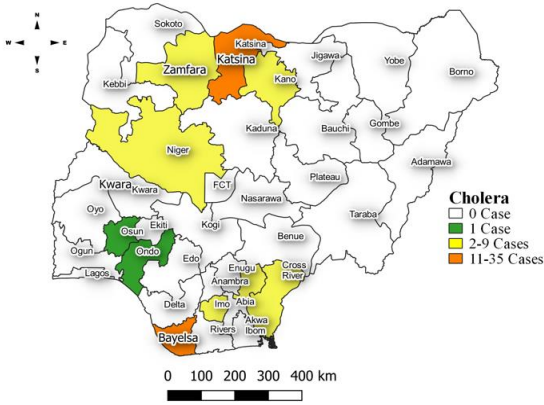 N
W E
S
Sokoto
Katsina
Katsina
Zamfara
Kebbi
Kano
Jigawa
Yobe
Borno
Niger
Kaduna
Bauchi
Gombe
Adamawa
Kwara
Kwara
FCT
Nasarawa
Plateau
Taraba
Oyo
Osun
Ekiti
Kogi
Benue
Ogun
Ondo
Edo
Lagos
Enugu
Anambra
Cross
River
Delta
Imo
Abia
Bayelsa
Rivers
Akwa
Ibom
Cholera
0 Case
1 Case
2-9 Cases
11-35 Cases
0 100 200 300 400 km